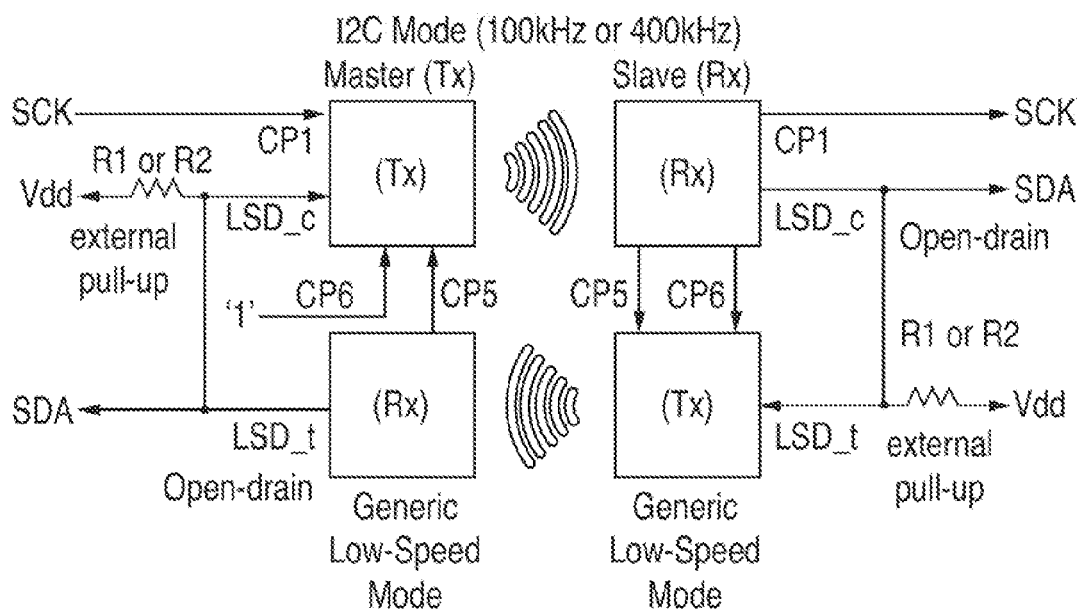 I2C Mode (100kHz or 400kHz)
Master (Tx)
Slave (Rx)
SCK
CP1
(Tx)
R1 or R2
Vdd
LSD_c
external
pull-up
'1'
CP6
CP5
SDA
(Rx)
LSD_t
Open-drain
Generic
Low-Speed
Mode
(Rx)
CP1
SCK
LSD_c
SDA
Open-drain
CP5
CP6
R1 or R2
(Tx)
LSD_t
Vdd
external
pull-up
Generic
Low-Speed
Mode